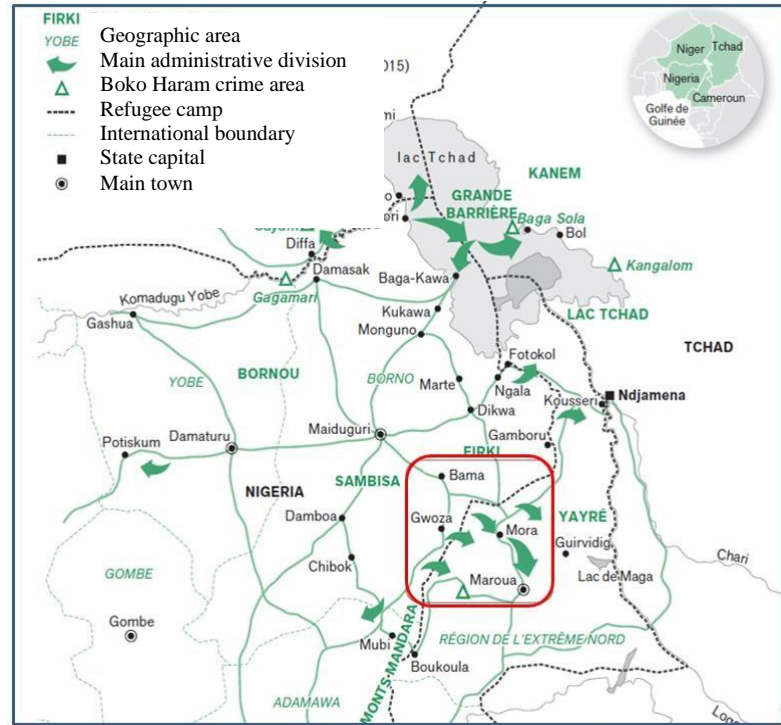 FIRKI
YOBE
Geographic area
Main administrative division
Boko Haram crime area
Refugee camp
International boundary
State capital
Main town
015)
Niger
Tchad
Nigeria
Cameroun
Golfe de
Guinée
lac Tchad
KANEM
GRANDE
BARRIÈRE
Baga Sola
Bol
Kangalom
Diffa
Damasak
Gagamari
Baga-Kawa
Komadugu Yobe
Gashua
Kukawa
Monguno
LAC TCHAD
TCHAD
Fotokol
BORNOU
YOBE
BORNO
Marte
Ngala
Kousseri
Ndjamena
Dikwa
Maiduguri
Potiskum
Damaturu
Gamboru
FIRKI
Bama
SAMBISA
NIGERIA
Damboa
Gwoza
Mora
YAYRÉ
Guirvidig
Chari
Chibok
Maroua
Lac de Maga
GOMBE
Gombe
Mubi
RÉGION DE L'EXTRÊME NORD
Boukoula
MONTS-MANDARA
ADAMAWA